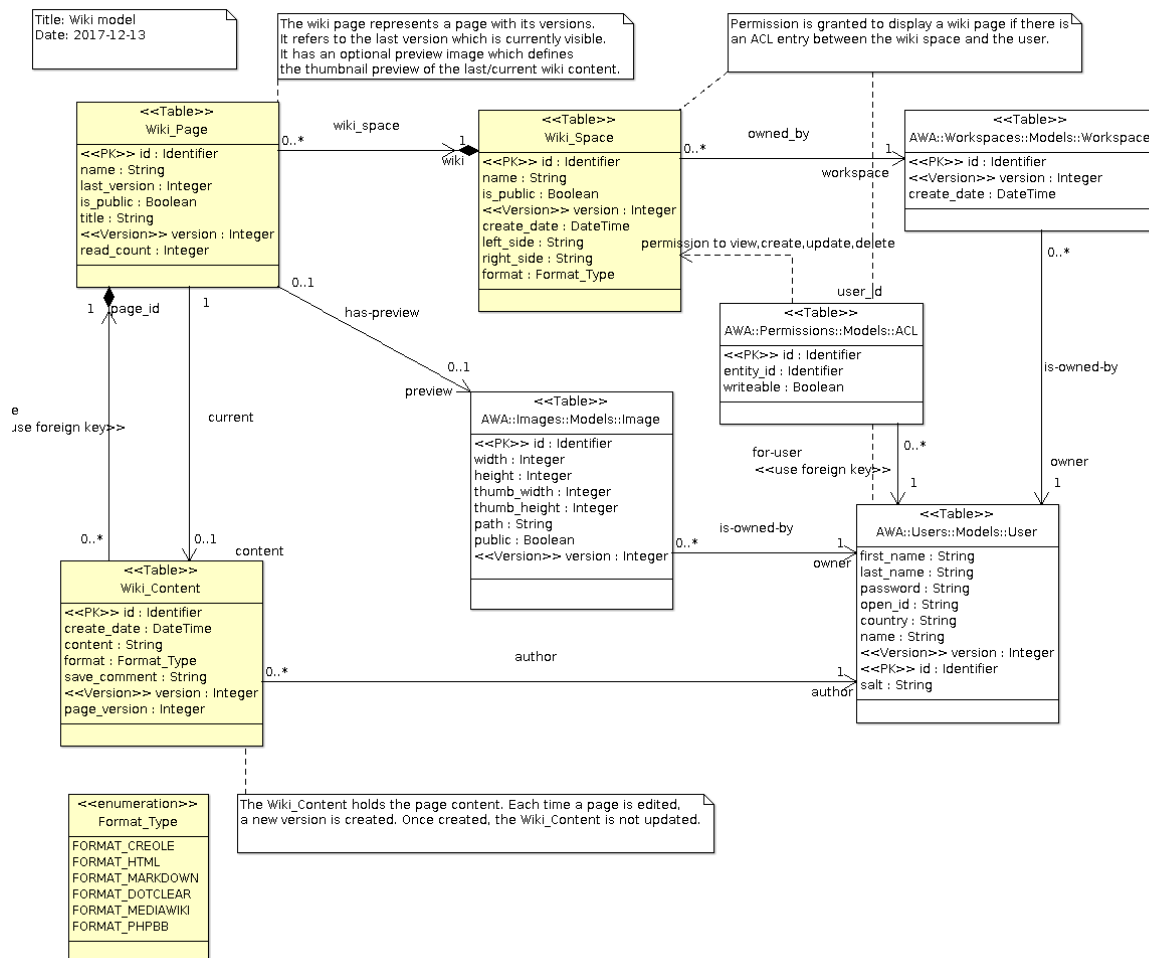 Title: Wiki model
Date: 2017-12-13
The wiki page represents a page with its versions.
It refers to the last version which is currently visible.
It has an optional preview image which defines
the thumbnail preview of the last/current wiki content.
Permission is granted to display a wiki page if there is
an ACL entry between the wiki space and the user.
<<Table>>
Wiki_Page
<<PK>> id : Identifier
name : String
last_version : Integer
is_public : Boolean
title : String
<<Version>> version : Integer
read_count : Integer
0..*
wiki_space
1
wiki
<<Table>>
Wiki_Space
<<PK>> id : Identifier
name : String
is_public : Boolean
<<Version>> version : Integer
create_date : DateTime
left_side : String
right_side : String
format : Format_Type
0..*
owned_by
1
workspace
<<Table>>
AWA::Workspaces::Models::Workspace
<<PK>> id : Identifier
<<Version>> version : Integer
create_date : DateTime
permission to view,create,update,delete
0..*
is-owned-by
owner
1
user_id
<<Table>>
AWA::Permissions::Models::ACL
<<PK>> id : Identifier
entity_id : Identifier
writeable : Boolean
0..*
for-user
<<use foreign key>>
1
1
page_id
1
0..1
has-preview
0..1
preview
e
use foreign key>>
current
<<Table>>
AWA::Images::Models::Image
<<PK>> id : Identifier
width : Integer
height : Integer
thumb_width : Integer
thumb_height : Integer
path : String
public : Boolean
<<Version>> version : Integer
0..*
is-owned-by
1
owner
<<Table>>
AWA::Users::Models::User
first_name : String
last_name : String
password : String
open_id : String
country : String
name : String
<<Version>> version : Integer
<<PK>> id : Identifier
salt : String
0..*
0..1
content
<<Table>>
Wiki_Content
<<PK>> id : Identifier
create_date : DateTime
content : String
format : Format_Type
save_comment : String
<<Version>> version : Integer
page_version : Integer
0..*
author
1
author
The Wiki_Content holds the page content. Each time a page is edited,
a new version is created. Once created, the Wiki_Content is not updated.
<<enumeration>>
Format_Type
FORMAT_CREOLE
FORMAT_HTML
FORMAT_MARKDOWN
FORMAT_DOTCLEAR
FORMAT_MEDIAWIKI
FORMAT_PHPBB